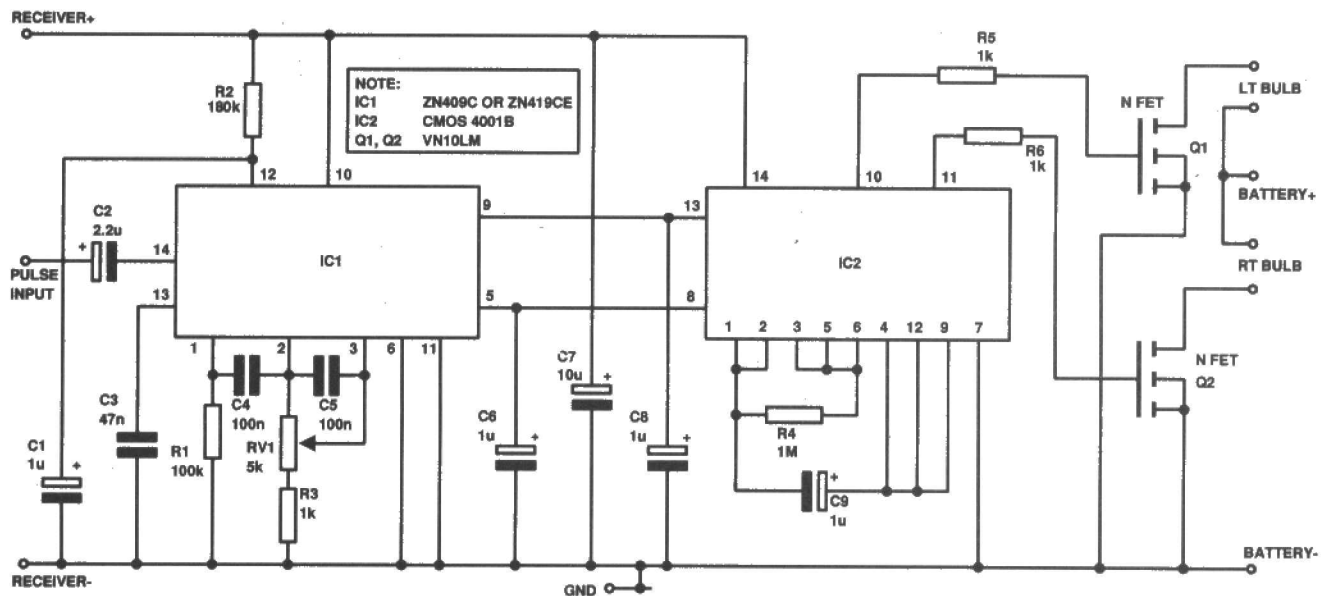 RECEIVER+
R2
180k
NOTE:
IC1 ZN409C OR ZN419CE
IC2 CMOS 4001B
Q1, Q2 VN10LM
R5
1k
N FET
Q1
LT BULB
R6
1k
BATTERY+
RT BULB
12
10
14
10
11
C2
2.2u
+
14
PULSE
INPUT
13
IC1
9
5
13
8
IC2
1
2
3
6
11
1
2
3
5
6
4
12
9
7
N FET
Q2
C3
47n
C4
100n
C5
100n
C1
1u
+
R1
100k
RV1
5k
R3
1k
C6
1u
+
C7
10u
+
C8
1u
+
R4
1M
+
C9
1u
RECEIVER-
GND
BATTERY-